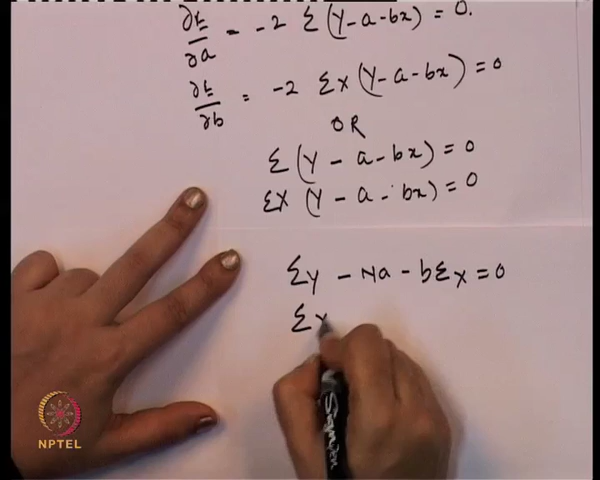 ∂E/∂a = -2 Σ(Y-a-bx) = 0.
∂E/∂b = -2 Σx(Y-a-bx) = 0
OR
Σ(Y - a - bx) = 0
Σx (Y - a - bx) = 0
Σy - Na - bΣx = 0
Σx
NPTEL